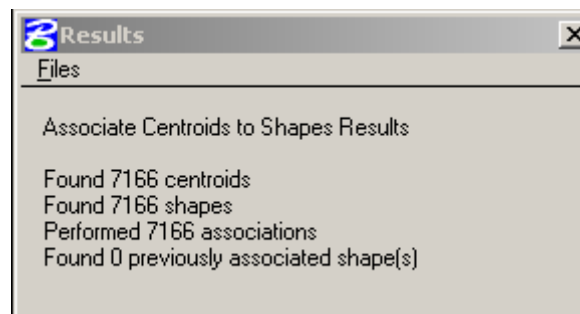 Results
Files
Associate Centroids to Shapes Results
Found 7166 centroids
Found 7166 shapes
Performed 7166 associations
Found 0 previously associated shape(s)